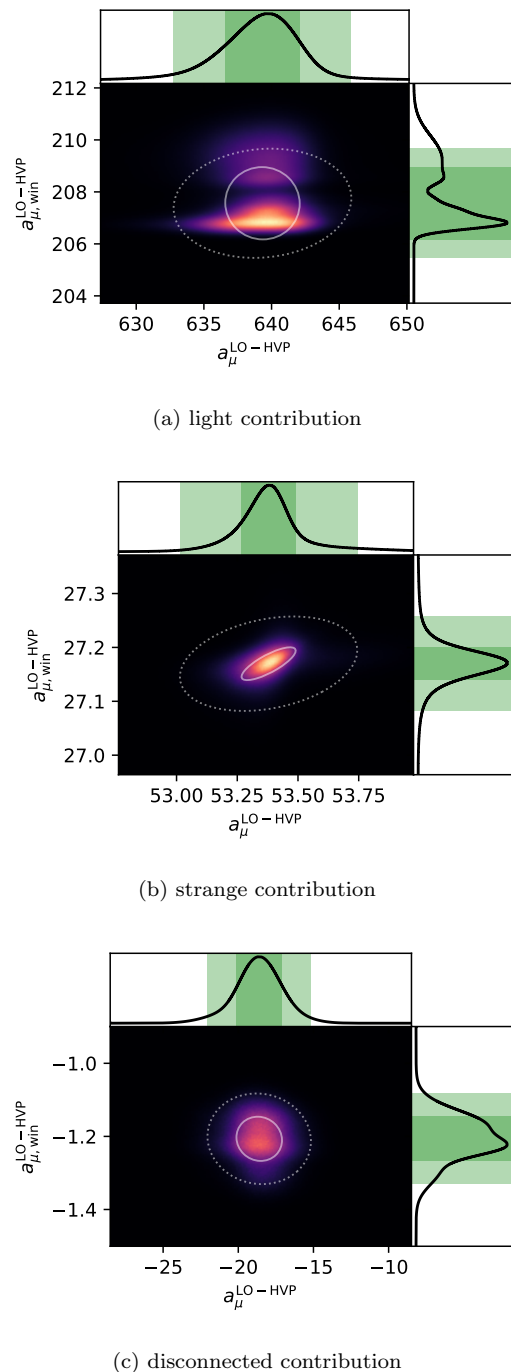 212
210
208
206
204
a_{μ,win}^{LO−HVP}
630 635 640 645 650
a_μ^{LO−HVP}
(a) light contribution
27.3
27.2
27.1
27.0
a_{μ,win}^{LO−HVP}
53.00 53.25 53.50 53.75
a_μ^{LO−HVP}
(b) strange contribution
−1.0
−1.2
−1.4
a_{μ,win}^{LO−HVP}
−25 −20 −15 −10
a_μ^{LO−HVP}
(c) disconnected contribution